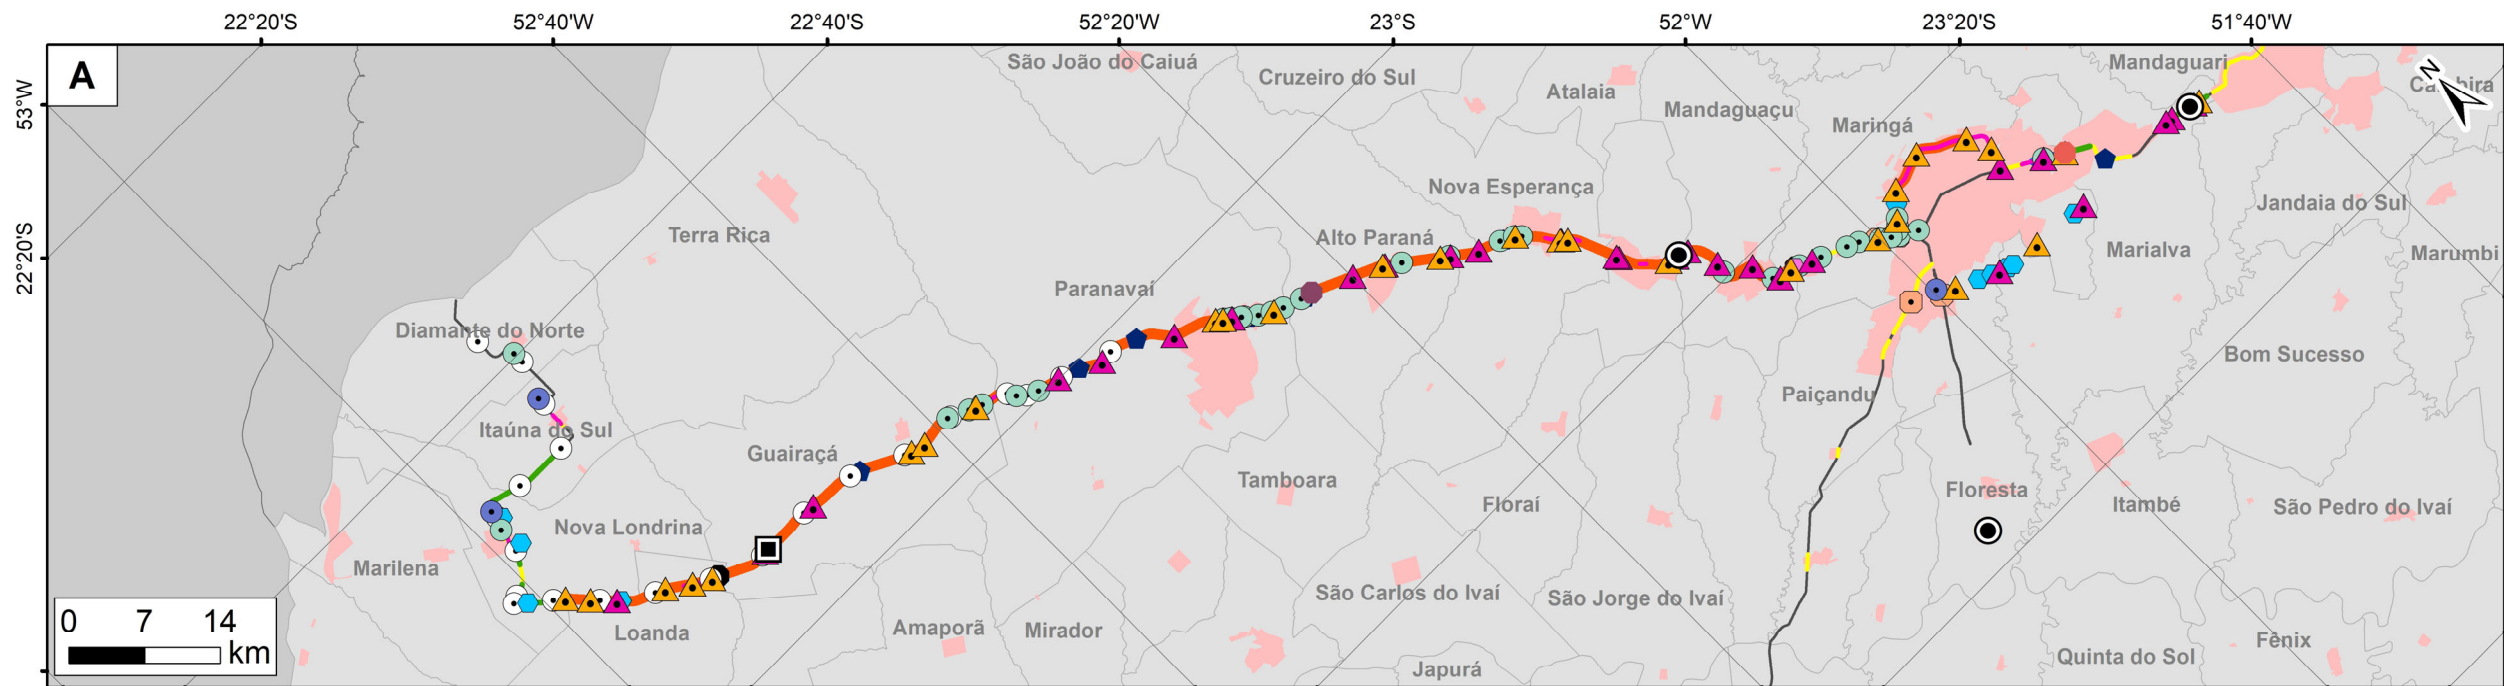 22°20'S 52°40'W 22°40'S 52°20'W 23°S 52°W 23°20'S 51°40'W
A
53°W
22°20'S
N
São João do Caiuá
Cruzeiro do Sul
Atalaia
Mandaguaçu
Maringá
Mandaguari
Nova Esperança
Jandaia do Sul
Terra Rica
Alto Paraná
Marialva
Marumbi
Paranavaí
Diamante do Norte
Bom Sucesso
Paiçandu
Itaúna do Sul
Guairaçá
Tamboara
Floraí
Floresta
Itambé
São Pedro do Ivaí
Nova Londrina
Marilena
São Carlos do Ivaí
São Jorge do Ivaí
Loanda
Amaporã
Mirador
Japurá
Quinta do Sol
Fênix
0 7 14
km